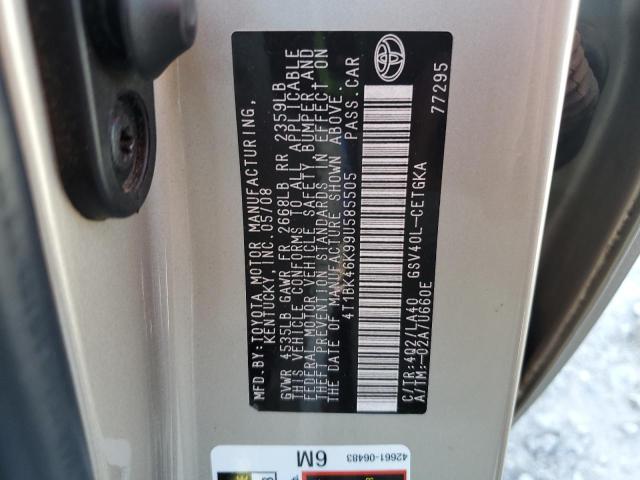 MFD.BY:TOYOTA MOTOR MANUFACTURING,
KENTUCKY, INC.05/08
GVWR 4535LB GAWR FR 2668LB RR 2359LB
THIS VEHICLE CONFORMS TO ALL APPLICABLE
FEDERAL MOTOR VEHICLE SAFETY BUMPER AND
THEFT PREVENTION STANDARDS IN EFFECT ON
THE DATE OF MANUFACTURE SHOWN ABOVE.
4T1BK46K99U585505 PASS.CAR
C/TR:4Q2/LA40 GSV40L-CETGKA
A/TM:-02A/U660E 77295
6M
42661-06483